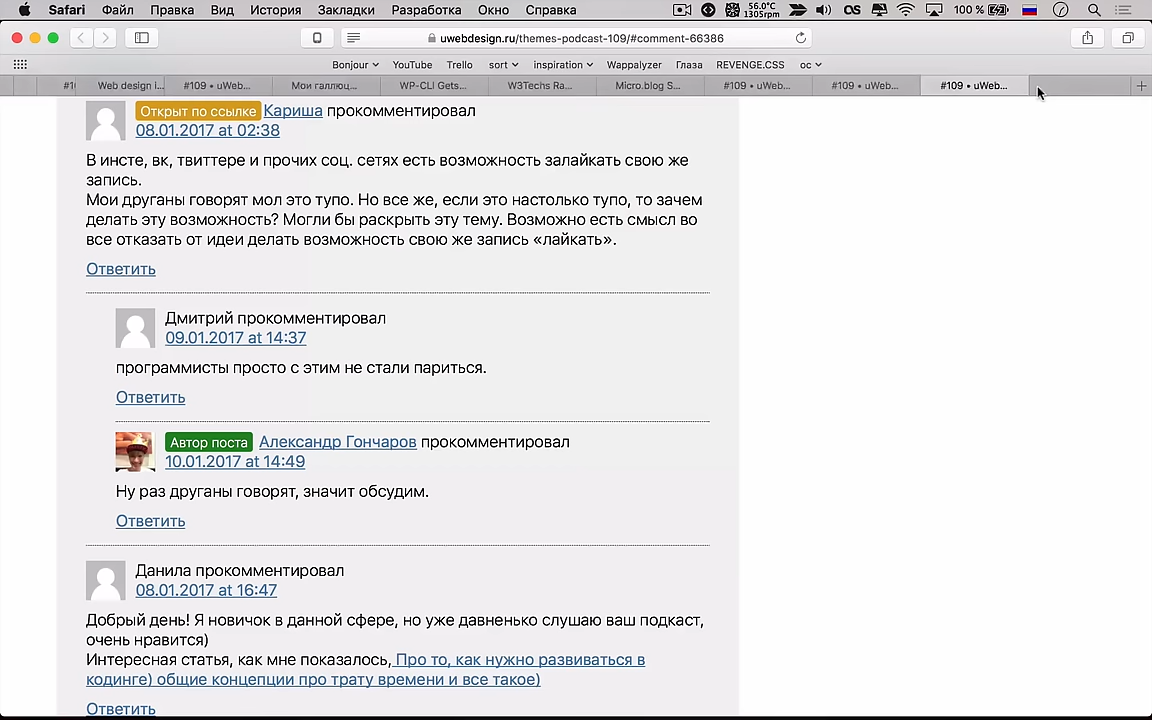 Safari Файл Правка Вид История Закладки Разработка Окно Справка 56.0°C 1305rpm 100 %
uwebdesign.ru/themes-podcast-109/#comment-66386
Bonjour YouTube Trello sort inspiration Wappalyzer Глаза REVENGE.CSS ос
#1 Web design i... #109 • uWeb... Мои галлюц... WP-CLI Gets... W3Techs Ra... Micro.blog S... #109 • uWeb... #109 • uWeb... #109 • uWeb...
Открыт по ссылке Кариша прокомментировал
08.01.2017 at 02:38
В инсте, вк, твиттере и прочих соц. сетях есть возможность залайкать свою же
запись.
Мои друганы говорят мол это тупо. Но все же, если это настолько тупо, то зачем
делать эту возможность? Могли бы раскрыть эту тему. Возможно есть смысл во
все отказать от идеи делать возможность свою же запись «лайкать».
Ответить
Дмитрий прокомментировал
09.01.2017 at 14:37
программисты просто с этим не стали париться.
Ответить
Автор поста Александр Гончаров прокомментировал
10.01.2017 at 14:49
Ну раз друганы говорят, значит обсудим.
Ответить
Данила прокомментировал
08.01.2017 at 16:47
Добрый день! Я новичок в данной сфере, но уже давненько слушаю ваш подкаст,
очень нравится)
Интересная статья, как мне показалось, Про то, как нужно развиваться в
кодинге) общие концепции про трату времени и все такое)
Ответить